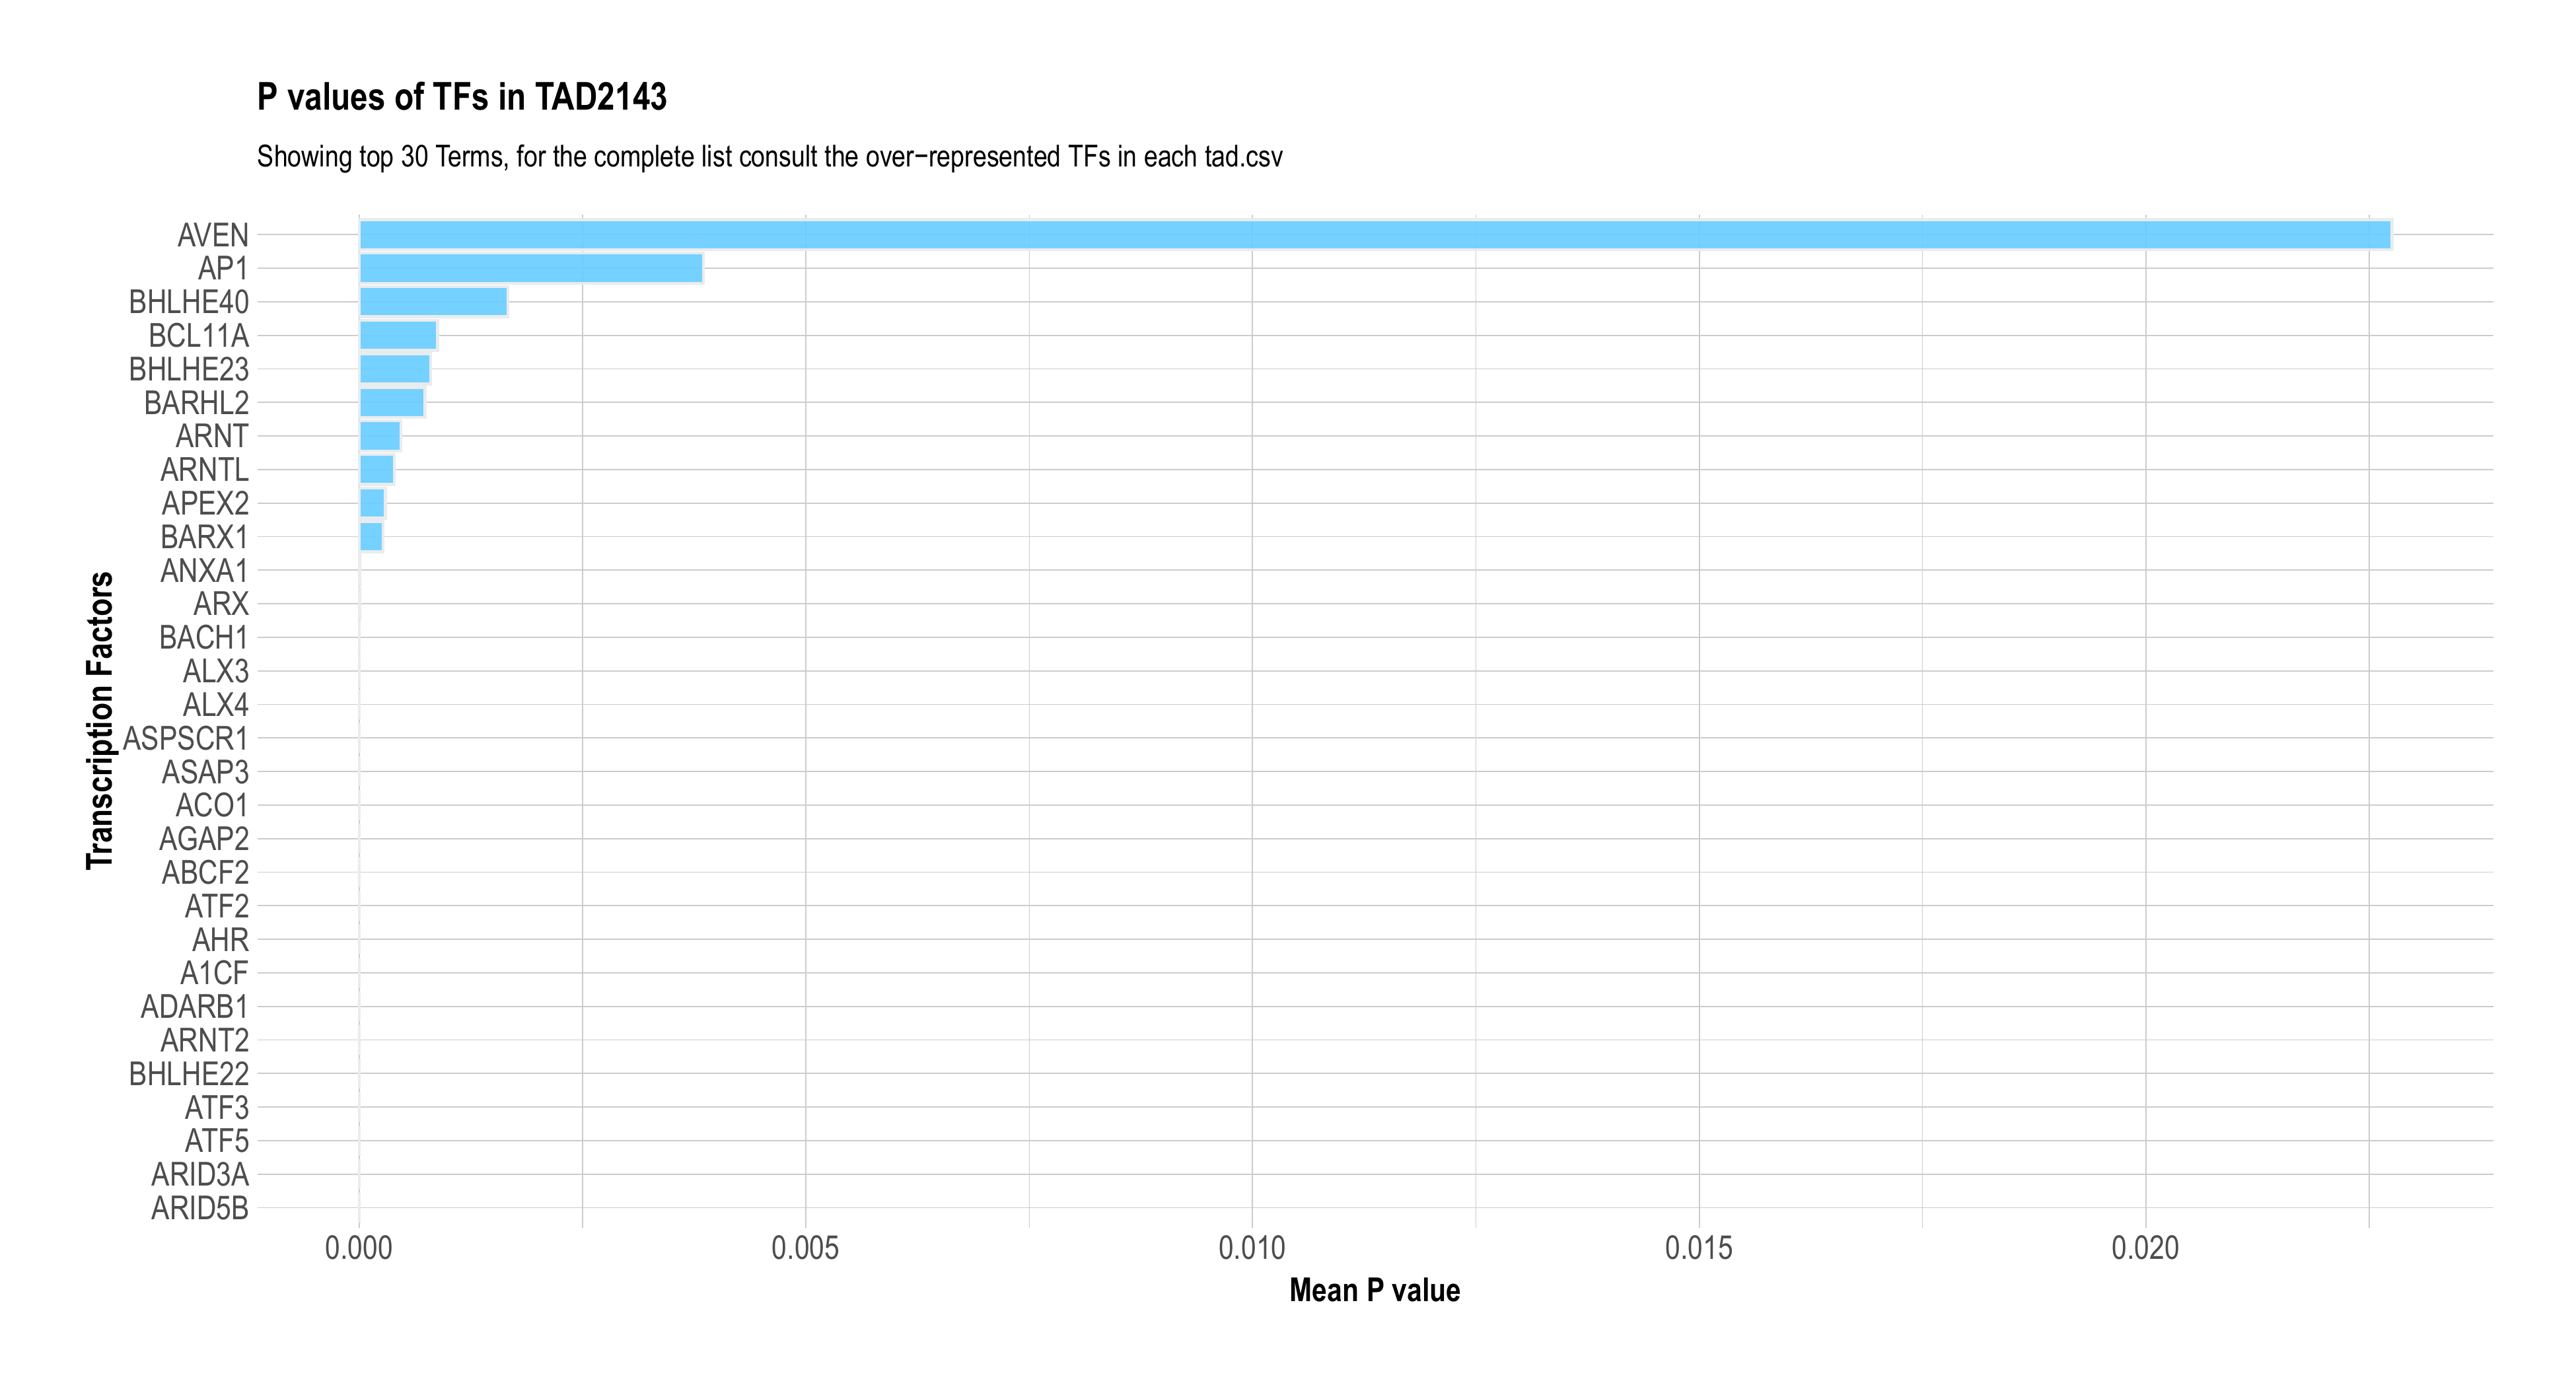 P values of TFs in TAD2143
Showing top 30 Terms, for the complete list consult the over−represented TFs in each tad.csv
AVEN
AP1
BHLHE40
BCL11A
BHLHE23
BARHL2
ARNT
ARNTL
APEX2
BARX1
ANXA1
ARX
BACH1
ALX3
ALX4
ASPSCR1
ASAP3
ACO1
AGAP2
ABCF2
ATF2
AHR
A1CF
ADARB1
ARNT2
BHLHE22
ATF3
ATF5
ARID3A
ARID5B
Transcription Factors
0.000 0.005 0.010 0.015 0.020
Mean P value